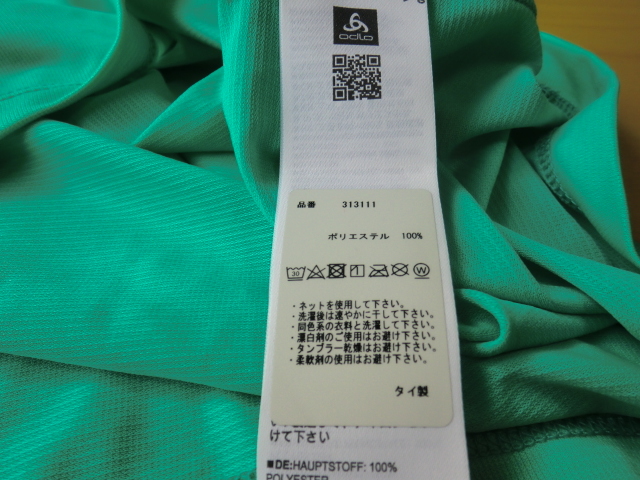 odlo
品番 313111
ポリエステル 100%
30
・ネットを使用して下さい。
・洗濯後は速やかに干して下さい。
・同色系の衣料と洗濯して下さい。
・漂白剤のご使用はお避け下さい。
・タンブラー乾燥はお避け下さい。
・柔軟剤の使用はお避け下さい。
タイ製
けて下さい
■DE:HAUPTSTOFF: 100%
POLYESTER